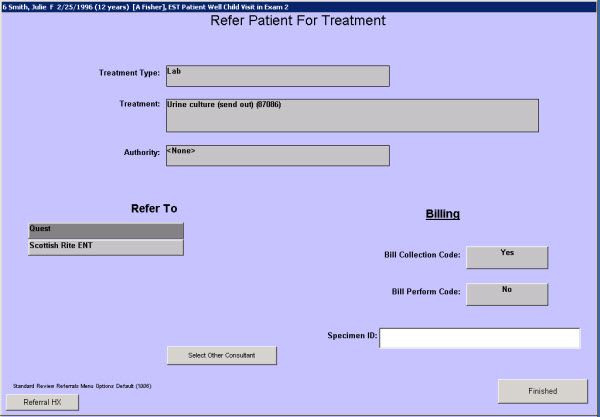 6 Smith, Julie F 2/25/1996 (12 years) [A Fisher], EST Patient Well Child Visit in Exam 2
Refer Patient For Treatment
Treatment Type: Lab
Treatment: Urine culture (send out) (87086)
Authority: <None>
Refer To
Quest
Scottish Rite ENT
Billing
Bill Collection Code: Yes
Bill Perform Code: No
Specimen ID:
Select Other Consultant
Standard Review Referrals Menu Options Default (1806)
Referral HX
Finished